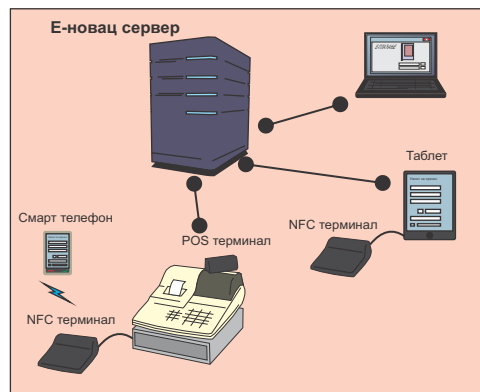 Е-новац сервер
Таблет
Смарт телефон
POS терминал
NFC терминал
NFC терминал